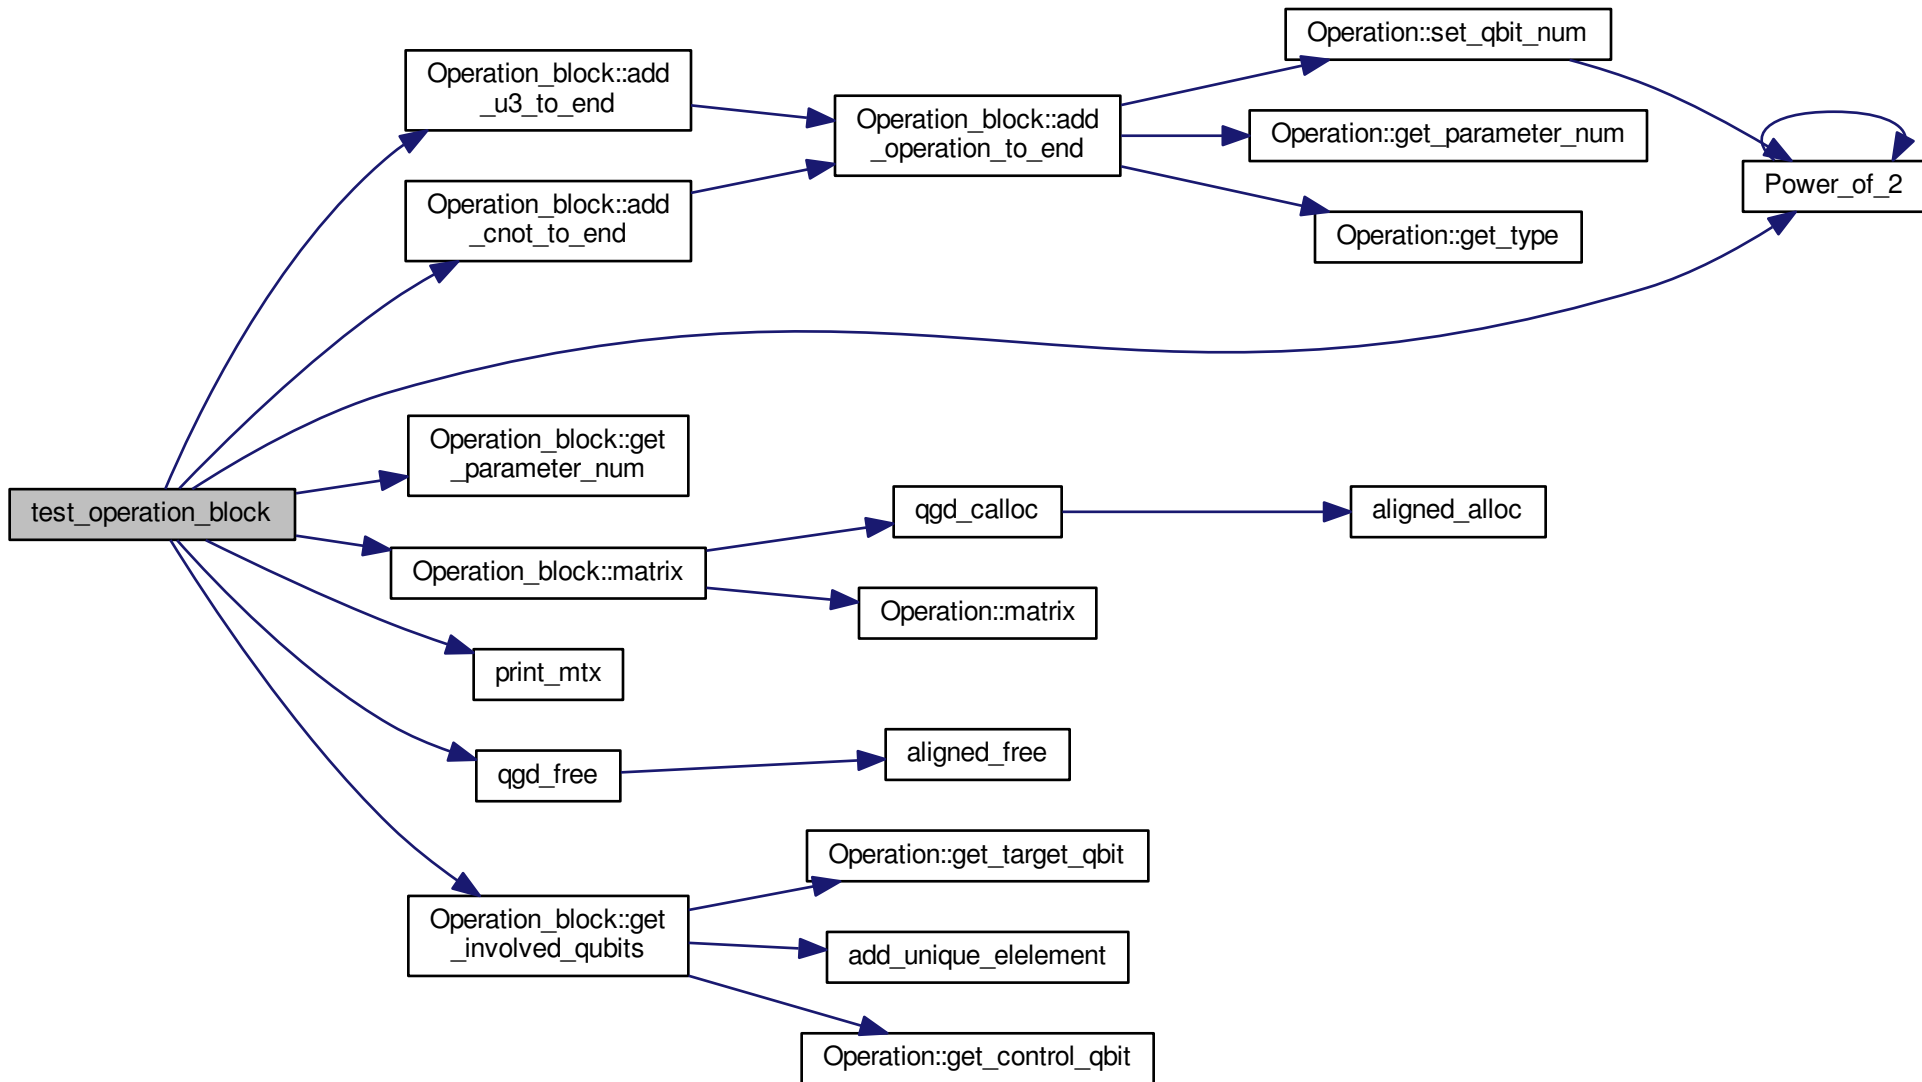 test_operation_block
Operation_block::add
_u3_to_end
Operation_block::add
_cnot_to_end
Operation_block::add
_operation_to_end
Operation::set_qbit_num
Operation::get_parameter_num
Operation::get_type
Power_of_2
Operation_block::get
_parameter_num
Operation_block::matrix
qgd_calloc
aligned_alloc
Operation::matrix
print_mtx
qgd_free
aligned_free
Operation_block::get
_involved_qubits
Operation::get_target_qbit
add_unique_elelement
Operation::get_control_qbit